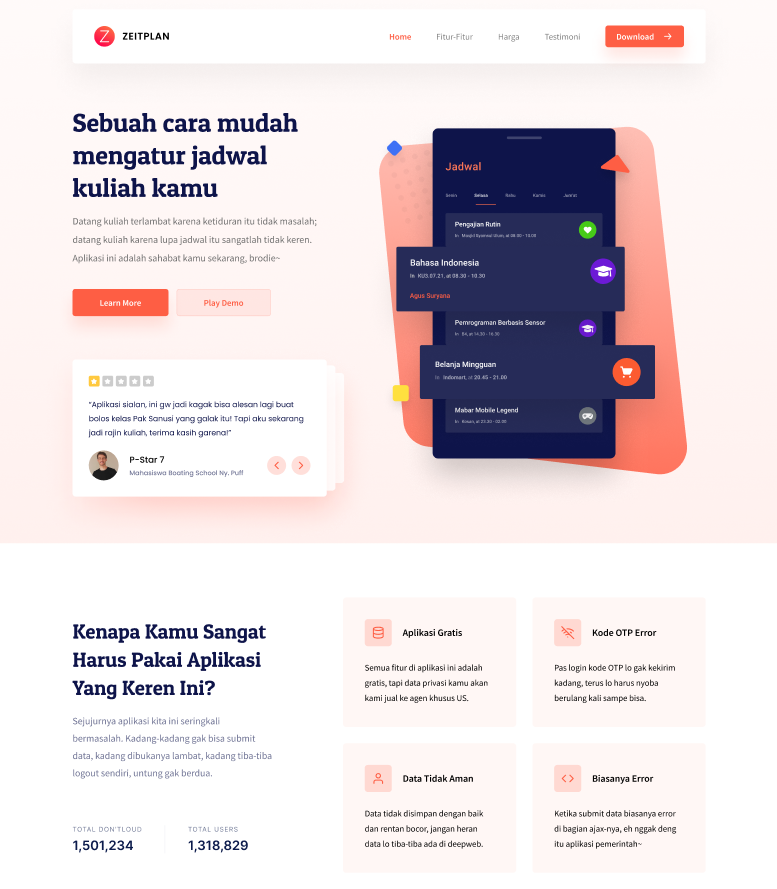 ZEITPLAN
Home
Fitur-Fitur
Harga
Testimoni
Download
Sebuah cara mudah
mengatur jadwal
kuliah kamu
Datang kuliah terlambat karena ketiduran itu tidak masalah;
datang kuliah karena lupa jadwal itu sangatlah tidak keren.
Aplikasi ini adalah sahabat kamu sekarang, brodie~
Learn More
Play Demo
"Aplikasi sialan, ini gw jadi kagak bisa alesan lagi buat
bolos kelas Pak Sanusi yang galak itu! Tapi aku sekarang
jadi rajin kuliah, terima kasih garena!"
P-Star 7
Mahasiswa Boating School Ny. Puff
Jadwal
Senin
Selasa
Rabu
Kamis
Jum'at
Pengajian Rutin
In Masjid Syamsul Ulum, at 08.00 - 10.00
Bahasa Indonesia
In KU3.07.21, at 08.30 - 10.30
Agus Suryana
Pemrograman Berbasis Sensor
In B4, at 14.30 - 16.30
Belanja Mingguan
In Indomart, at 20.45 - 21.00
Mabar Mobile Legend
In Kosan, at 03.30 - 02.00
Kenapa Kamu Sangat
Harus Pakai Aplikasi
Yang Keren Ini?
Sejujurnya aplikasi kita ini seringkali
bermasalah. Kadang-kadang gak bisa submit
data, kadang dibukanya lambat, kadang tiba-tiba
logout sendiri, untung gak berdua.
TOTAL DON'TLOUD
1,501,234
TOTAL USERS
1,318,829
Aplikasi Gratis
Semua fitur di aplikasi ini adalah
gratis, tapi data privasi kamu akan
kami jual ke agen khusus US.
Kode OTP Error
Pas login kode OTP lo gak kekirim
kadang, terus lo harus nyoba
berulang kali sampe bisa.
Data Tidak Aman
Data tidak disimpan dengan baik
dan rentan bocor, jangan heran
data lo tiba-tiba ada di deepweb.
Biasanya Error
Ketika submit data biasanya error
di bagian ajax-nya, eh nggak deng
itu aplikasi pemerintah~